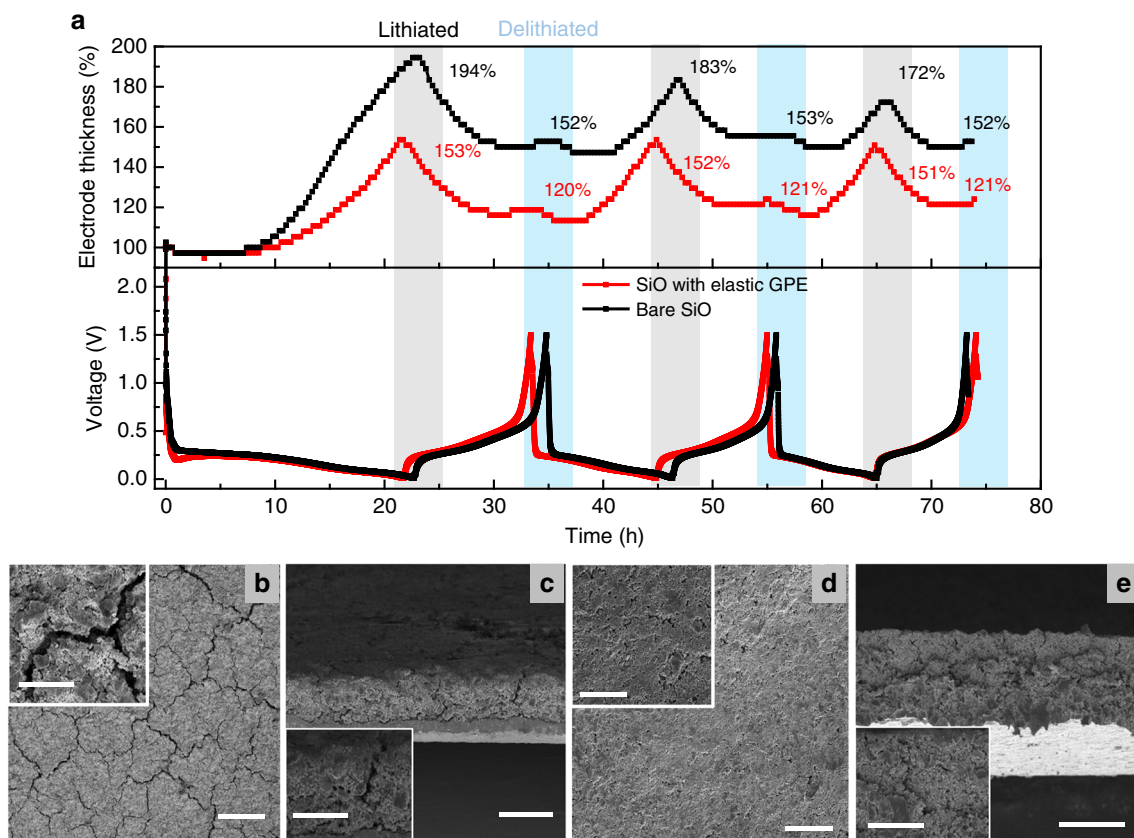 a
Lithiated Delithiated
Electrode thickness (%)
200
180
160
140
120
100
194%
152%
183%
153%
172%
152%
153%
120%
152%
121%
151%
121%
Voltage (V)
2.0
1.5
1.0
0.5
0.0
SiO with elastic GPE
Bare SiO
0 10 20 30 40 50 60 70 80
Time (h)
b c d e